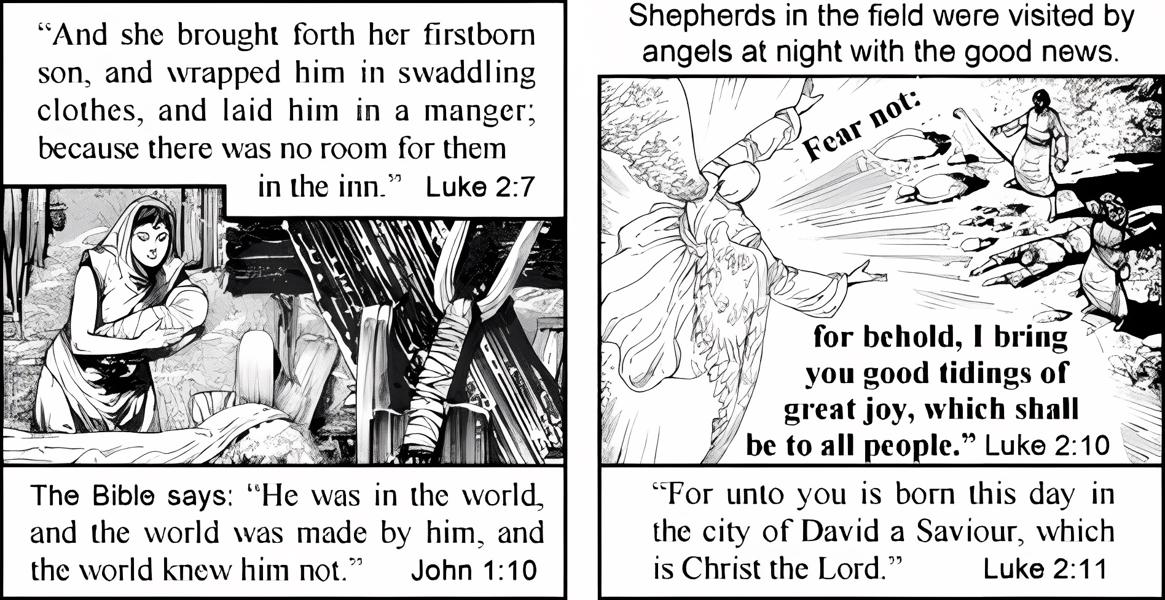 “And she brought forth her firstborn
son, and wrapped him in swaddling
clothes, and laid him in a manger;
because there was no room for them
in the inn.” Luke 2:7
The Bible says: “He was in the world,
and the world was made by him, and
the world knew him not.” John 1:10
Shepherds in the field were visited by
angels at night with the good news.
Fear not:
for behold, I bring
you good tidings of
great joy, which shall
be to all people.” Luke 2:10
“For unto you is born this day in
the city of David a Saviour, which
is Christ the Lord.” Luke 2:11